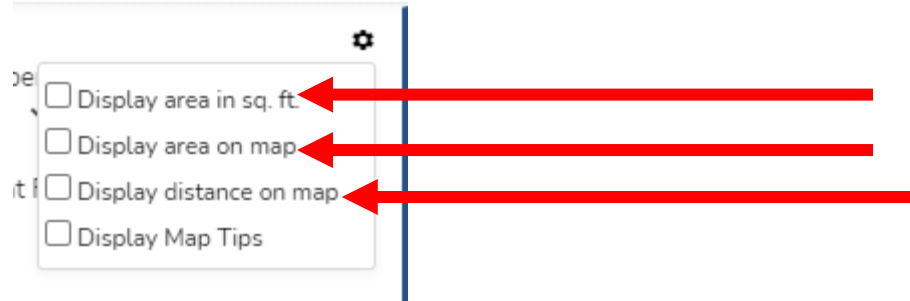 Display area in sq. ft.
Display area on map
Display distance on map
Display Map Tips